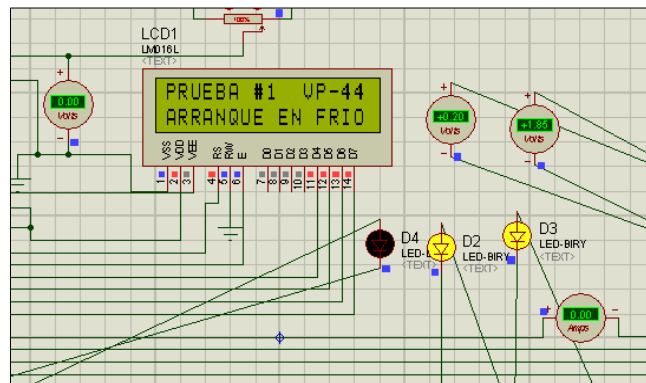 100%
LCD1
LM016L
<TEXT>
PRUEBA #1 VP-44
ARRANQUE EN FRIO
VSS VDD VEE RS RW E D0 D1 D2 D3 D4 D5 D6 D7
1 2 3 4 5 6 7 8 9 10 11 12 13 14
+
0.00
Volts
−
+
+0.20
Volts
−
+
+1.85
Volts
−
D4
<TEXT>
D2
LED-BIRY
<TEXT>
D3
LED-BIRY
<TEXT>
+ −
0.00
Amps